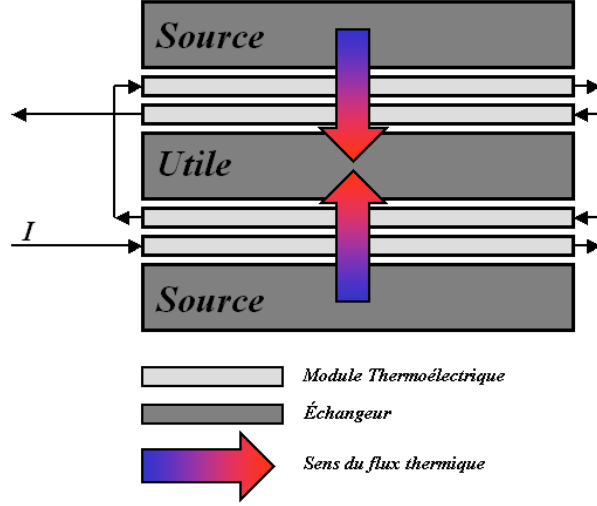 Source
Utile
I
Source
Module Thermoélectrique
Échangeur
Sens du flux thermique